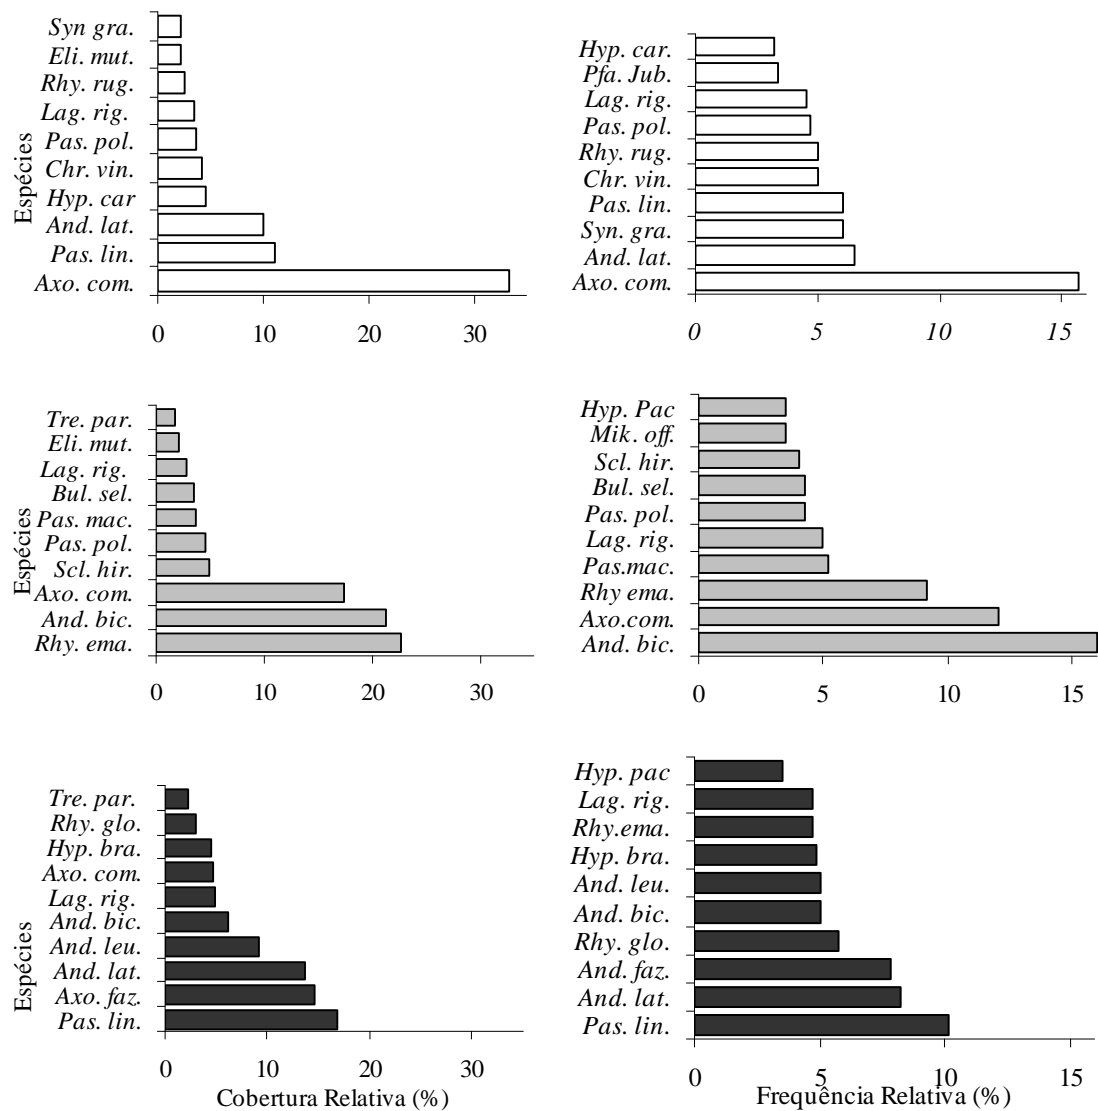 Espécies
Syn gra.
Eli. mut.
Rhy. rug.
Lag. rig.
Pas. pol.
Chr. vin.
Hyp. car
And. lat.
Pas. lin.
Axo. com.
0 10 20 30
Hyp. car.
Pfa. Jub.
Lag. rig.
Pas. pol.
Rhy. rug.
Chr. vin.
Pas. lin.
Syn. gra.
And. lat.
Axo. com.
0 5 10 15
Espécies
Tre. par.
Eli. mut.
Lag. rig.
Bul. sel.
Pas. mac.
Pas. pol.
Scl. hir.
Axo. com.
And. bic.
Rhy. ema.
0 10 20 30
Hyp. Pac
Mik. off.
Scl. hir.
Bul. sel.
Pas. pol.
Lag. rig.
Pas.mac.
Rhy ema.
Axo.com.
And. bic.
0 5 10 15
Espécies
Tre. par.
Rhy. glo.
Hyp. bra.
Axo. com.
Lag. rig.
And. bic.
And. leu.
And. lat.
Axo. faz.
Pas. lin.
0 10 20 30
Cobertura Relativa (%)
Hyp. pac
Lag. rig.
Rhy.ema.
Hyp. bra.
And. leu.
And. bic.
Rhy. glo.
And. faz.
And. lat.
Pas. lin.
0 5 10 15
Frequência Relativa (%)